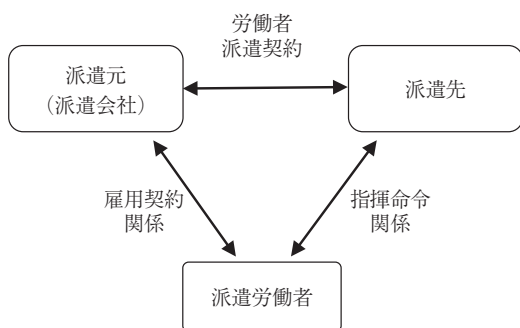 労働者
派遣契約
派遣元
（派遣会社）
派遣先
雇用契約
関係
指揮命令
関係
派遣労働者